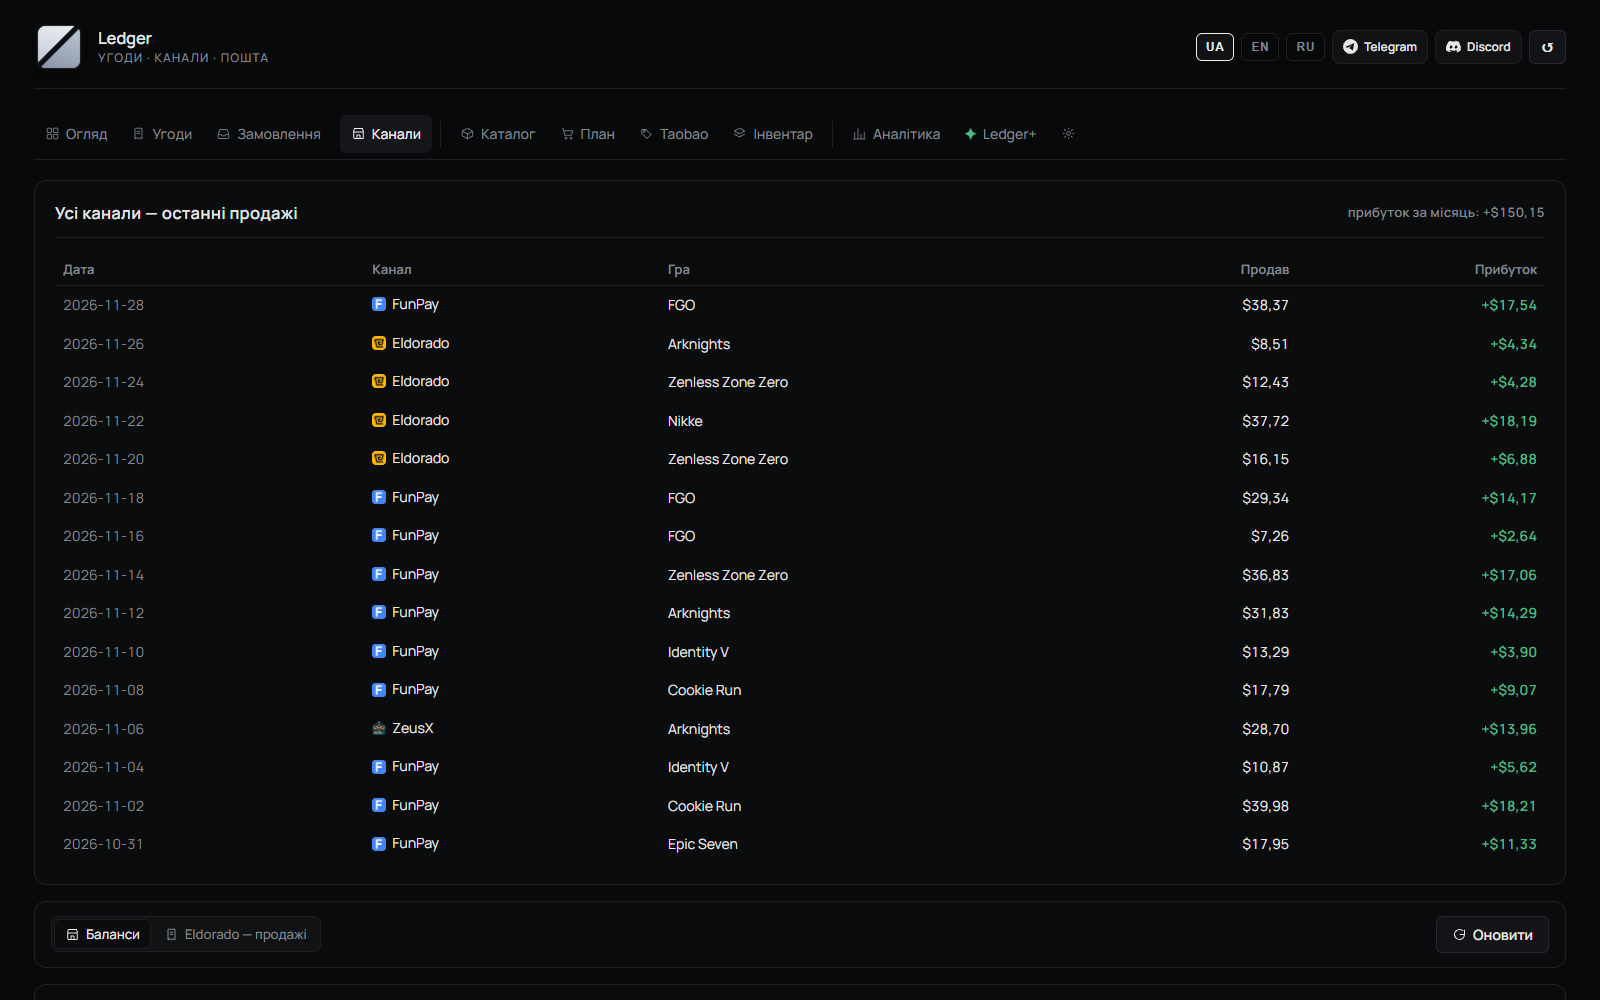 Ledger
УГОДИ · КАНАЛИ · ПОШТА
UA EN RU Telegram Discord
Огляд Угоди Замовлення Канали Каталог План Taobao Інвентар Аналітика Ledger+
Усі канали — останні продажі прибуток за місяць: +$150,15
Дата Канал Гра Продав Прибуток
2026-11-28 FunPay FGO $38,37 +$17,54
2026-11-26 Eldorado Arknights $8,51 +$4,34
2026-11-24 Eldorado Zenless Zone Zero $12,43 +$4,28
2026-11-22 Eldorado Nikke $37,72 +$18,19
2026-11-20 Eldorado Zenless Zone Zero $16,15 +$6,88
2026-11-18 FunPay FGO $29,34 +$14,17
2026-11-16 FunPay FGO $7,26 +$2,64
2026-11-14 FunPay Zenless Zone Zero $36,83 +$17,06
2026-11-12 FunPay Arknights $31,83 +$14,29
2026-11-10 FunPay Identity V $13,29 +$3,90
2026-11-08 FunPay Cookie Run $17,79 +$9,07
2026-11-06 ZeusX Arknights $28,70 +$13,96
2026-11-04 FunPay Identity V $10,87 +$5,62
2026-11-02 FunPay Cookie Run $39,98 +$18,21
2026-10-31 FunPay Epic Seven $17,95 +$11,33
Баланси Eldorado — продажі Оновити